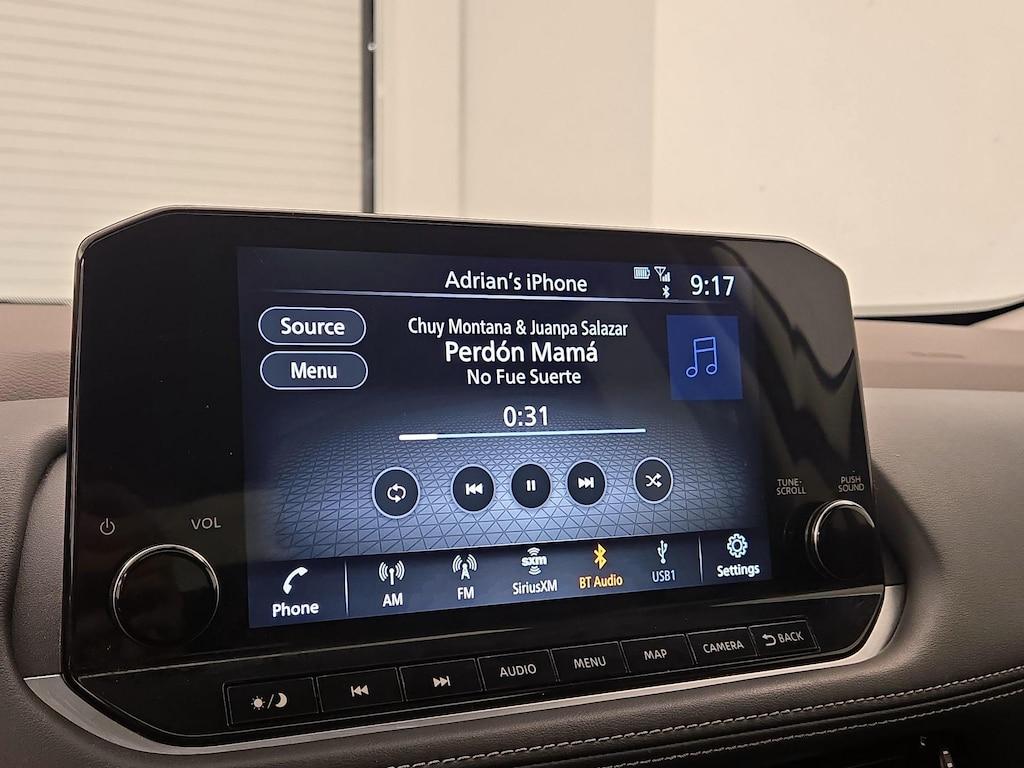 Adrian's iPhone
9:17
Source
Menu
Chuy Montana & Juanpa Salazar
Perdón Mamá
No Fue Suerte
0:31
VOL
TUNE-
SCROLL
PUSH
SOUND
Phone
AM
FM
sxm
SiriusXM
BT Audio
USB1
Settings
AUDIO
MENU
MAP
CAMERA
BACK